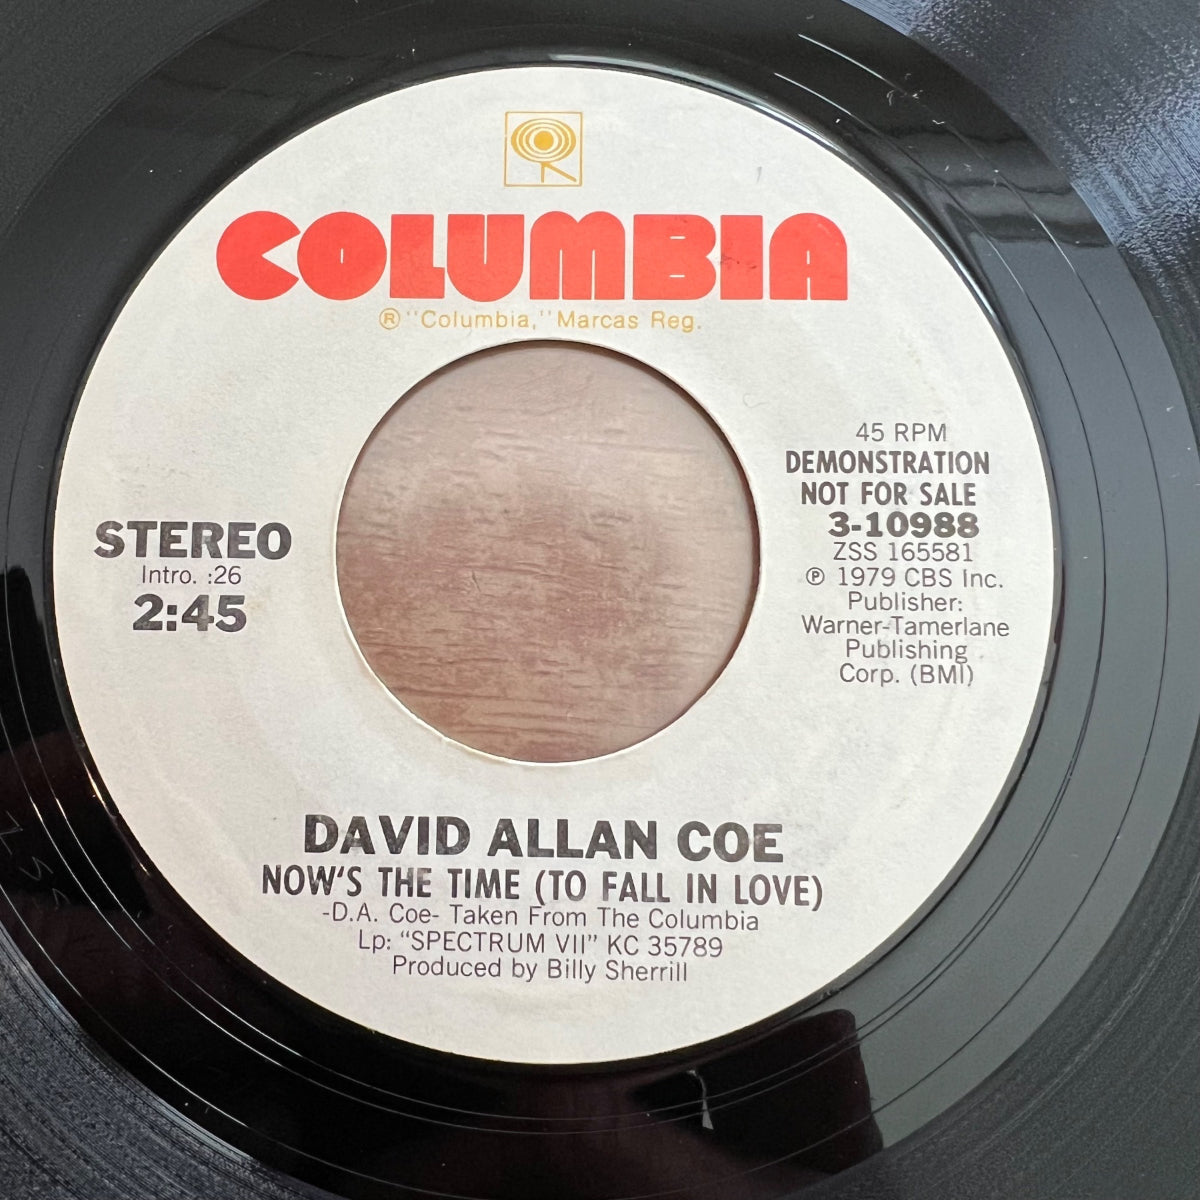 COLUMBIA
® "Columbia," Marcas Reg.
45 RPM
DEMONSTRATION
NOT FOR SALE
3-10988
ZSS 165581
℗ 1979 CBS Inc.
Publisher:
Warner-Tamerlane
Publishing
Corp. (BMI)
STEREO
Intro. :26
2:45
DAVID ALLAN COE
NOW'S THE TIME (TO FALL IN LOVE)
-D.A. Coe- Taken From The Columbia
Lp: "SPECTRUM VII" KC 35789
Produced by Billy Sherrill